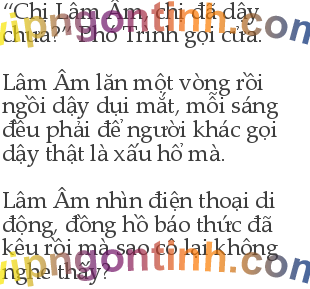 “Chị Lâm Âm, chị đã dậy
chưa?” Phó Trinh gọi cửa.
Lâm Âm lăn một vòng rồi
ngồi dậy dụi mắt, mỗi sáng
đều phải để người khác gọi
dậy thật là xấu hổ mà.
Lâm Âm nhìn điện thoại di
động, đồng hồ báo thức đã
kêu rồi mà sao cô lại không
nghe thấy?